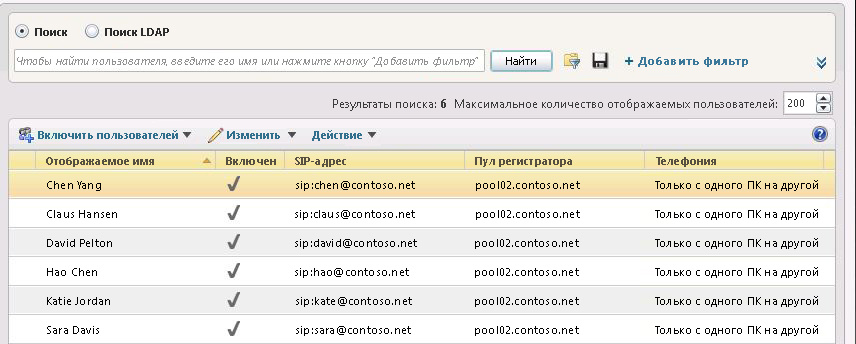 Поиск Поиск LDAP
Чтобы найти пользователя, введите его имя или нажмите кнопку "Добавить фильтр" Найти + Добавить фильтр
Результаты поиска: 6 Максимальное количество отображаемых пользователей: 200
Включить пользователей Изменить Действие
Отображаемое имя Включен SIP-адрес Пул регистратора Телефония
Chen Yang sip:chen@contoso.net pool02.contoso.net Только с одного ПК на другой
Claus Hansen sip:claus@contoso.net pool02.contoso.net Только с одного ПК на другой
David Pelton sip:david@contoso.net pool02.contoso.net Только с одного ПК на другой
Hao Chen sip:hao@contoso.net pool02.contoso.net Только с одного ПК на другой
Katie Jordan sip:kate@contoso.net pool02.contoso.net Только с одного ПК на другой
Sara Davis sip:sara@contoso.net pool02.contoso.net Только с одного ПК на другой